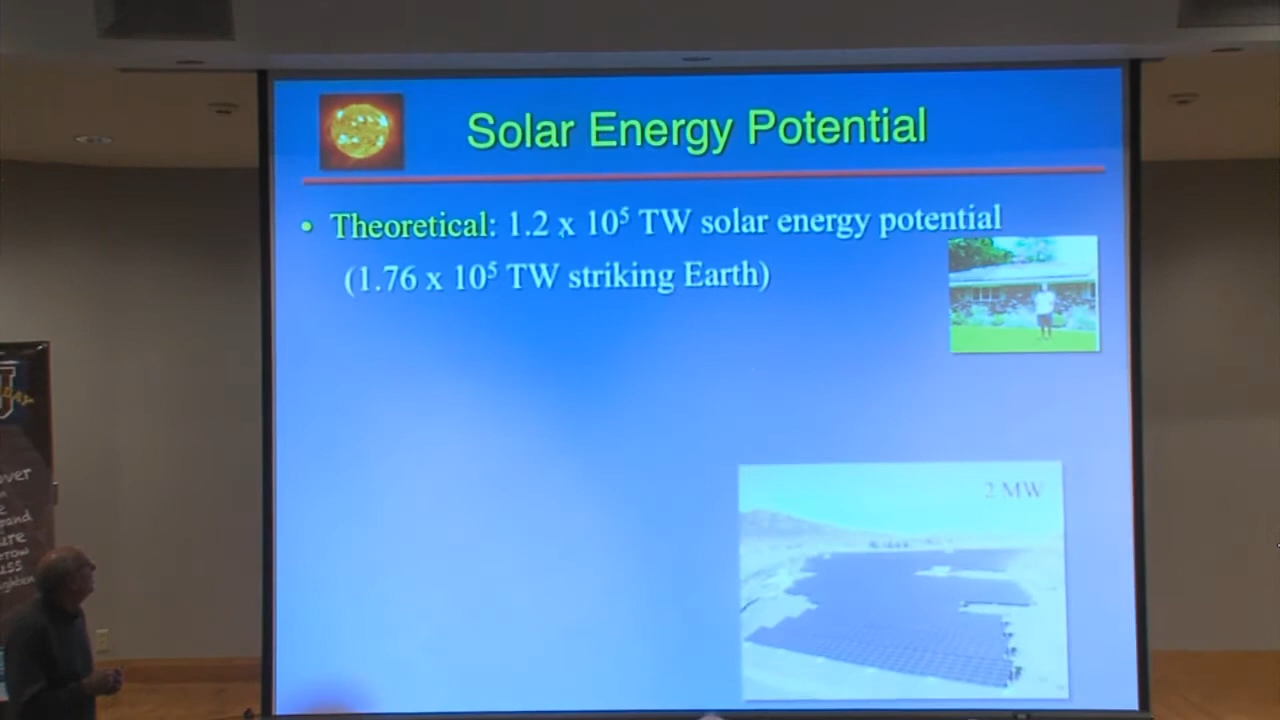 Solar Energy Potential
• Theoretical: 1.2 x 10⁵ TW solar energy potential
(1.76 x 10⁵ TW striking Earth)
2 MW